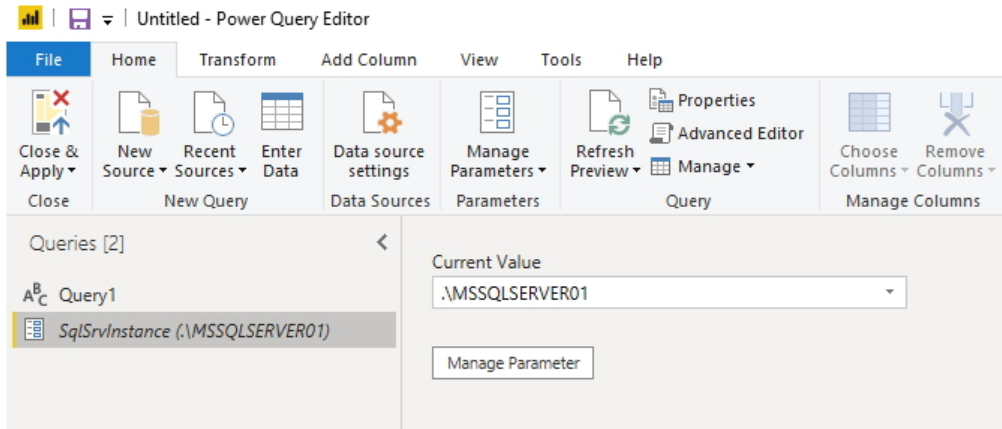 Untitled - Power Query Editor
File Home Transform Add Column View Tools Help
Close & Apply
New Source
Recent Sources
Enter Data
Data source settings
Manage Parameters
Refresh Preview
Properties
Advanced Editor
Manage
Choose Columns
Remove Columns
Close New Query Data Sources Parameters Query Manage Columns
Queries [2]
ABC Query1
SqlSrvInstance (.\MSSQLSERVER01)
Current Value
.\MSSQLSERVER01
Manage Parameter